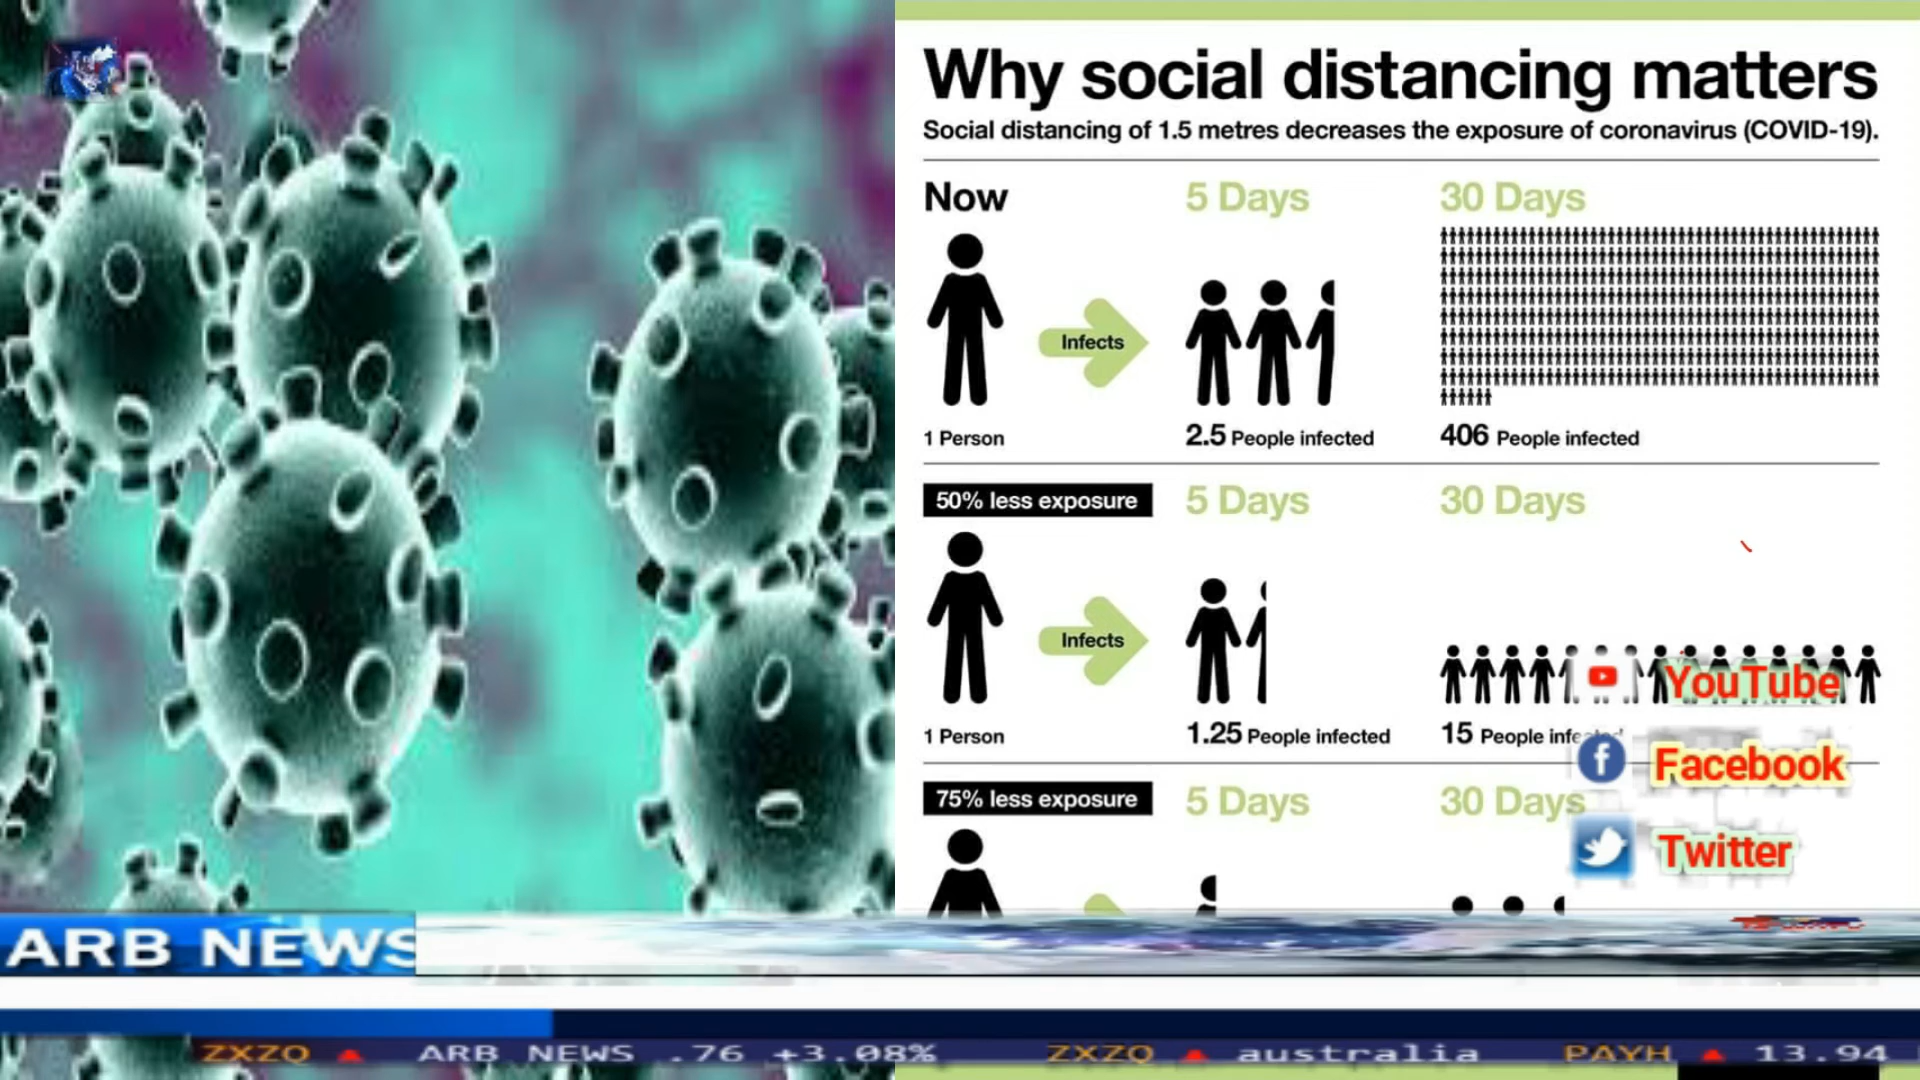 Why social distancing matters
Social distancing of 1.5 metres decreases the exposure of coronavirus (COVID-19).
Now
5 Days
30 Days
Infects
1 Person
2.5 People infected
406 People infected
50% less exposure
5 Days
30 Days
Infects
YouTube
1 Person
1.25 People infected
15 People infected
Facebook
75% less exposure
5 Days
30 Days
Twitter
ARB NEWS
ZXZQ ▲ ARB NEWS .76 +3.08% ZXZQ ▲ australia PAYH ▲ 13.94